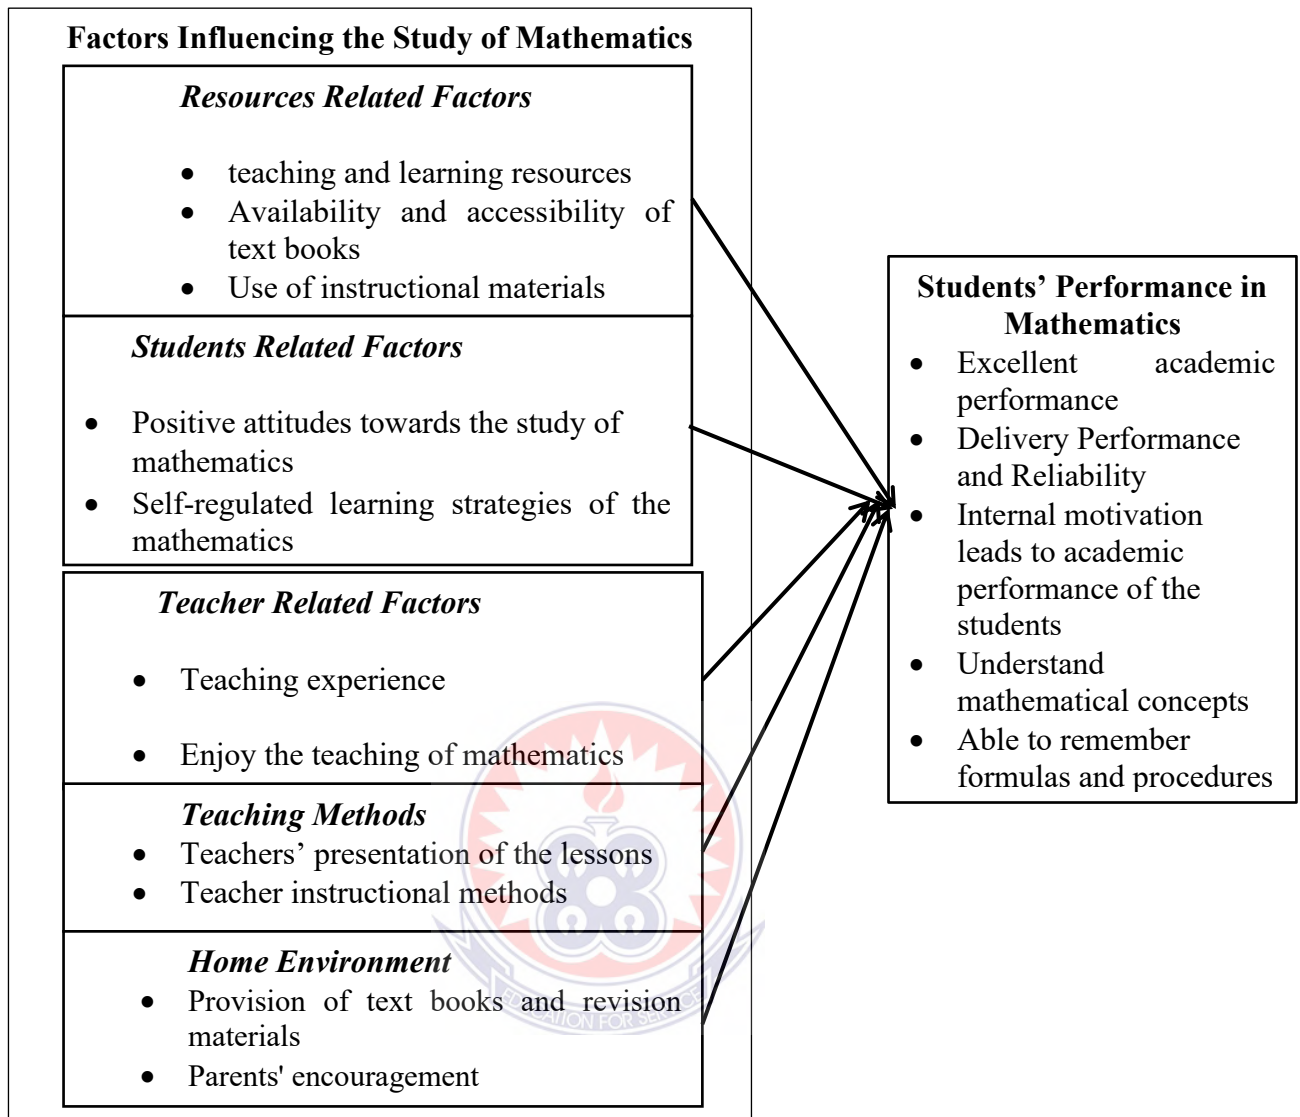 Factors Influencing the Study of Mathematics
Resources Related Factors
• teaching and learning resources
• Availability and accessibility of
text books
• Use of instructional materials
Students Related Factors
• Positive attitudes towards the study of
mathematics
• Self-regulated learning strategies of the
mathematics
Teacher Related Factors
• Teaching experience
• Enjoy the teaching of mathematics
Teaching Methods
• Teachers’ presentation of the lessons
• Teacher instructional methods
Home Environment
• Provision of text books and revision
materials
• Parents' encouragement
Students’ Performance in
Mathematics
• Excellent academic
performance
• Delivery Performance
and Reliability
• Internal motivation
leads to academic
performance of the
students
• Understand
mathematical concepts
• Able to remember
formulas and procedures
EDUCATION FOR SERVICE